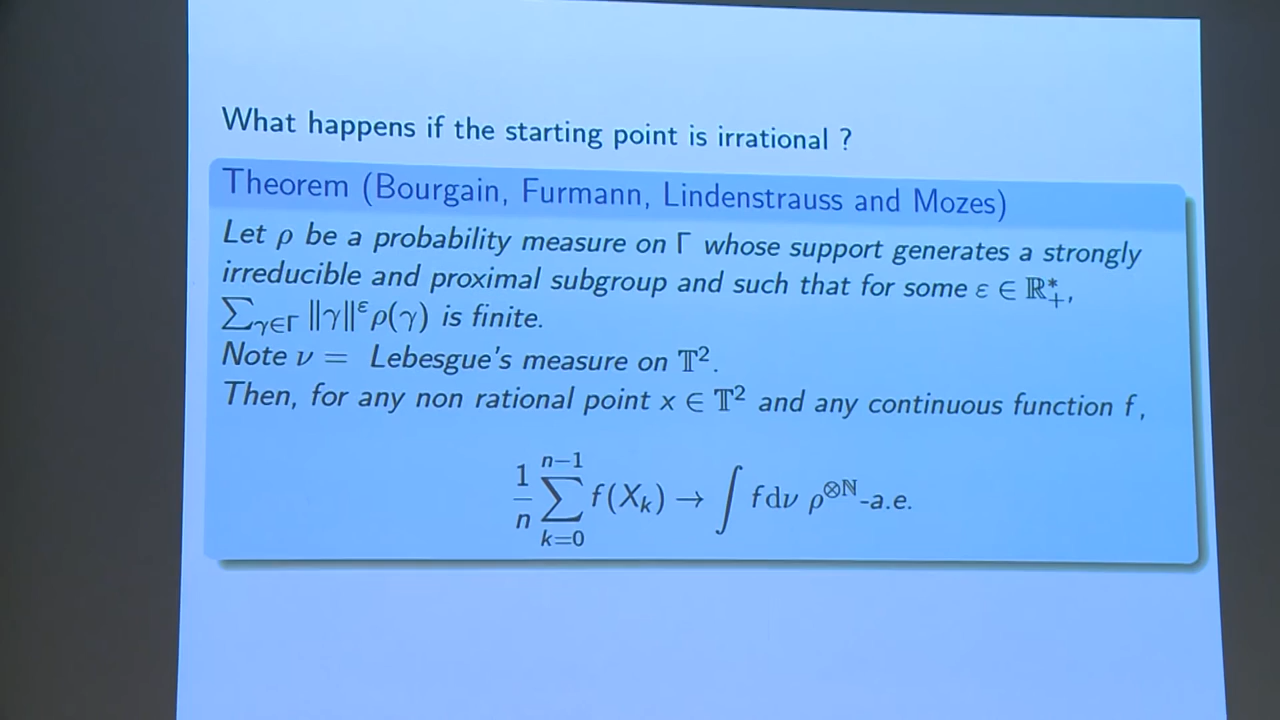 What happens if the starting point is irrational ?
Theorem (Bourgain, Furmann, Lindenstrauss and Mozes)
Let ρ be a probability measure on Γ whose support generates a strongly
irreducible and proximal subgroup and such that for some ε ∈ ℝ*₊,
∑_{γ∈Γ} ‖γ‖^ε ρ(γ) is finite.
Note ν = Lebesgue's measure on 𝕋².
Then, for any non rational point x ∈ 𝕋² and any continuous function f,
1/n ∑_{k=0}^{n−1} f(X_k) → ∫ fdν ρ^{⊗ℕ}-a.e.